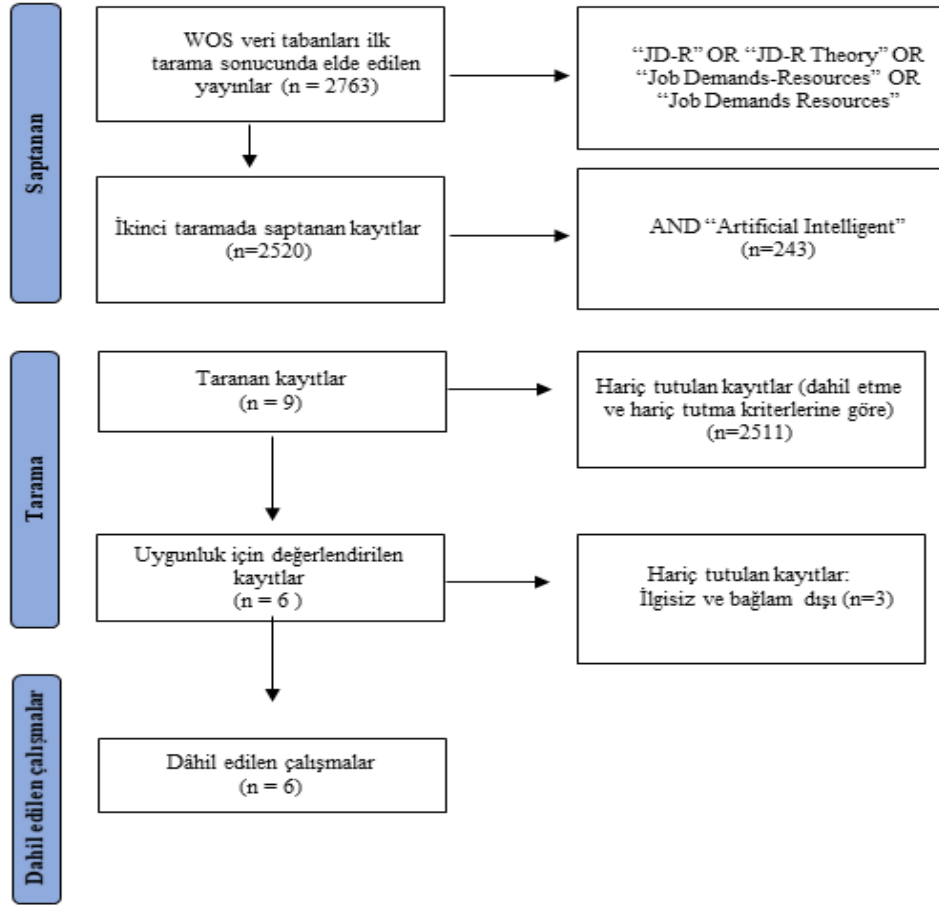 Saptanan
WOS veri tabanları ilk
tarama sonucunda elde edilen
yayınlar (n = 2763)
“JD-R” OR “JD-R Theory” OR
“Job Demands-Resources” OR
“Job Demands Resources”
İkinci taramada saptanan kayıtlar
(n=2520)
AND “Artificial Intelligent”
(n=243)
Tarama
Taranan kayıtlar
(n = 9)
Hariç tutulan kayıtlar (dahil etme
ve hariç tutma kriterlerine göre)
(n=2511)
Uygunluk için değerlendirilen
kayıtlar
(n = 6 )
Hariç tutulan kayıtlar:
İlgisiz ve bağlam dışı (n=3)
Dahil edilen çalışmalar
Dâhil edilen çalışmalar
(n = 6)